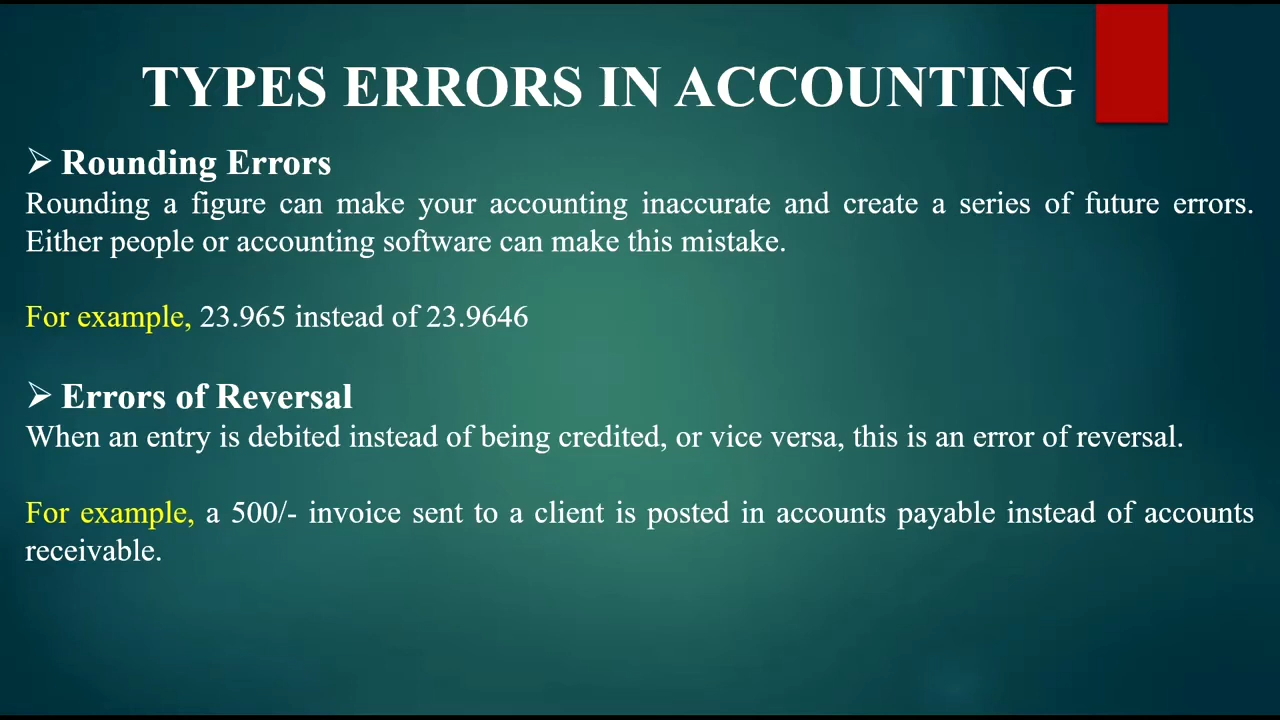 TYPES ERRORS IN ACCOUNTING
➢ Rounding Errors
Rounding a figure can make your accounting inaccurate and create a series of future errors.
Either people or accounting software can make this mistake.
For example, 23.965 instead of 23.9646
➢ Errors of Reversal
When an entry is debited instead of being credited, or vice versa, this is an error of reversal.
For example, a 500/- invoice sent to a client is posted in accounts payable instead of accounts
receivable.